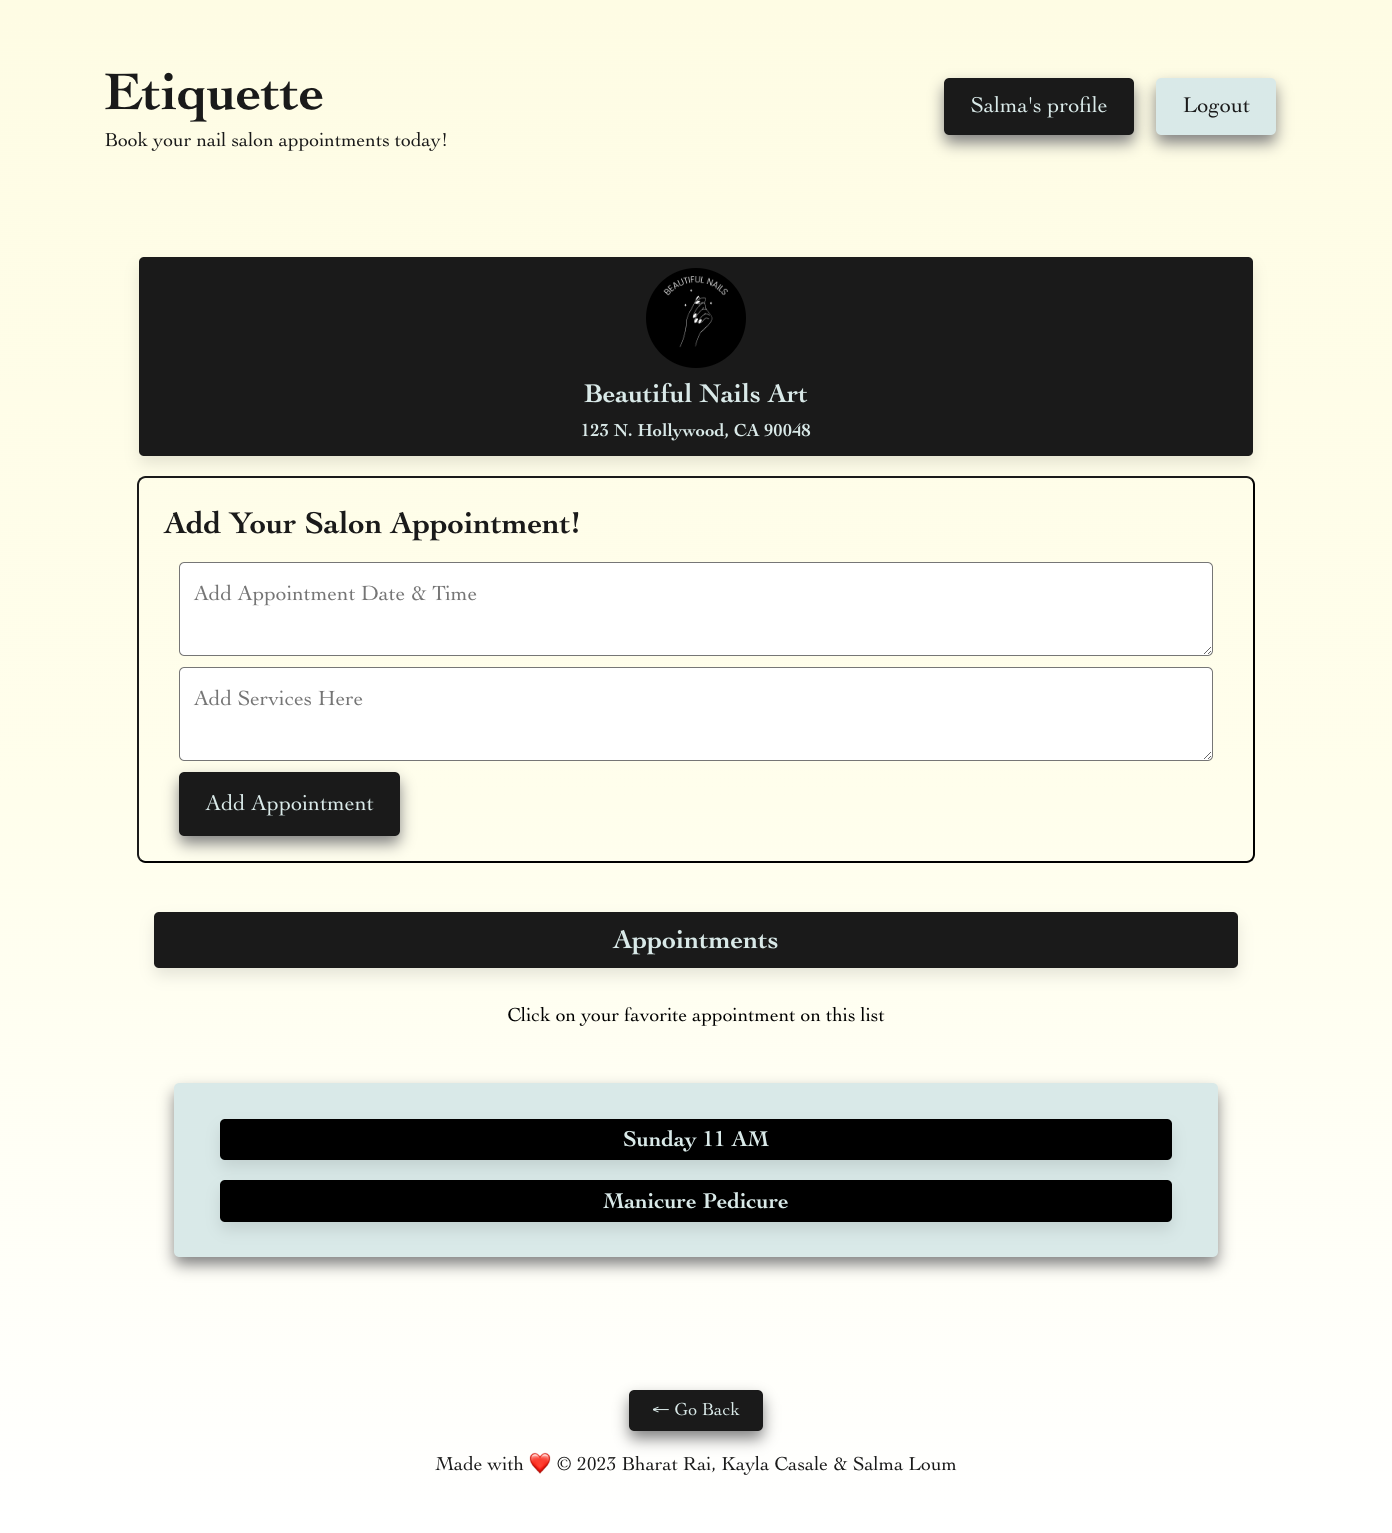 Etiquette
Book your nail salon appointments today!
Salma's profile
Logout
BEAUTIFUL NAILS
Beautiful Nails Art
123 N. Hollywood, CA 90048
Add Your Salon Appointment!
Add Appointment Date & Time
Add Services Here
Add Appointment
Appointments
Click on your favorite appointment on this list
Sunday 11 AM
Manicure Pedicure
← Go Back
Made with ❤️ © 2023 Bharat Rai, Kayla Casale & Salma Loum